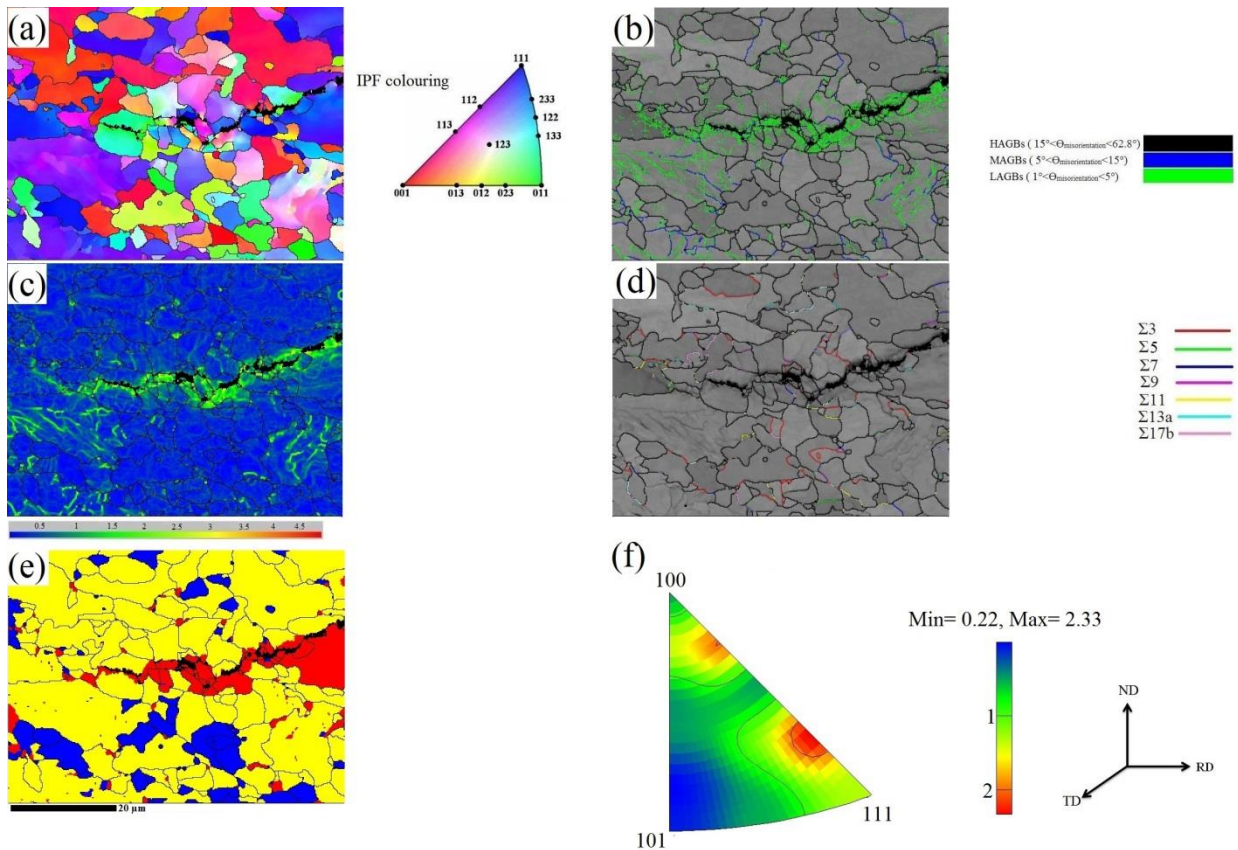 (a)
IPF colouring
111
233
122
133
112
113
123
001
013
012
023
011
(b)
HAGBs ( 15°<Θmisorientation<62.8°)
MAGBs ( 5°<Θmisorientation<15°)
LAGBs ( 1°<Θmisorientation<5°)
(c)
0.5 1 1.5 2 2.5 3 3.5 4 4.5
(d)
Σ3
Σ5
Σ7
Σ9
Σ11
Σ13a
Σ17b
(e)
20 µm
(f)
100
101
111
Min= 0.22, Max= 2.33
1
2
ND
RD
TD